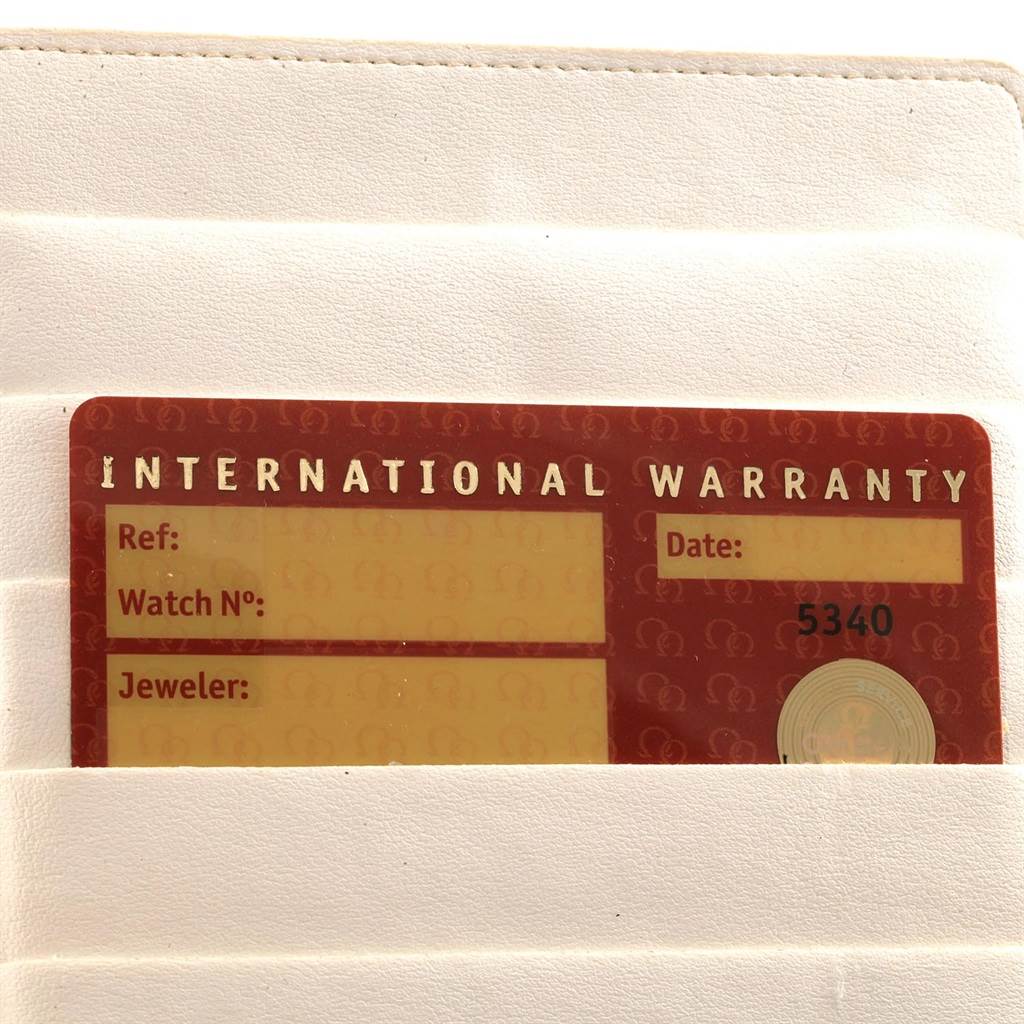 INTERNATIONAL WARRANTY
Ref:
Date:
Watch Nº:
5340
Jeweler: